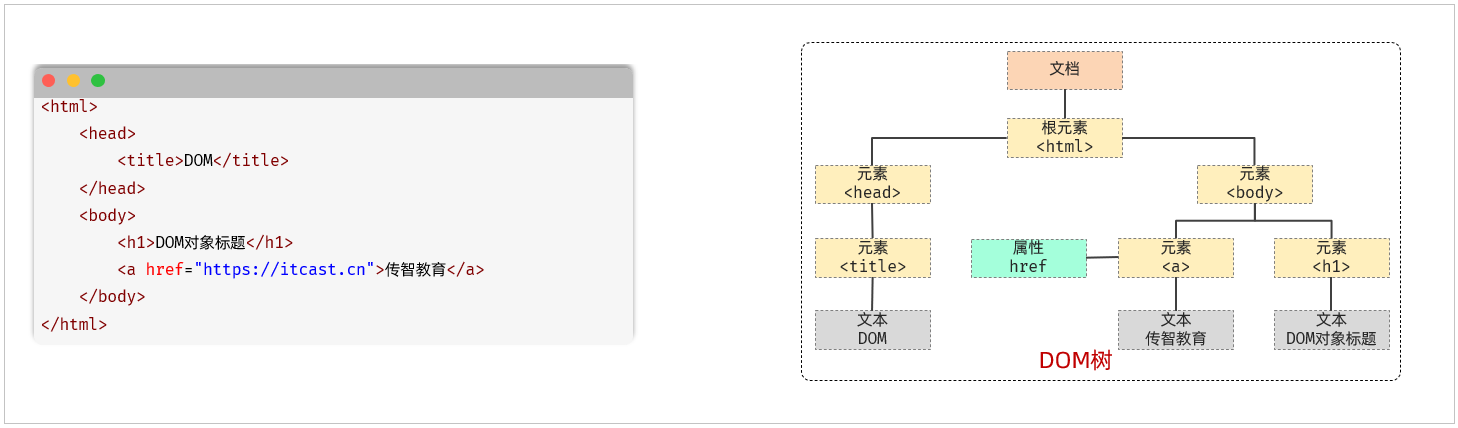 <html>
<head>
<title>DOM</title>
</head>
<body>
<h1>DOM对象标题</h1>
<a href="https://itcast.cn">传智教育</a>
</body>
</html>
文档
根元素
<html>
元素
<head>
元素
<body>
元素
<title>
属性
href
元素
<a>
元素
<h1>
文本
DOM
文本
传智教育
文本
DOM对象标题
DOM树